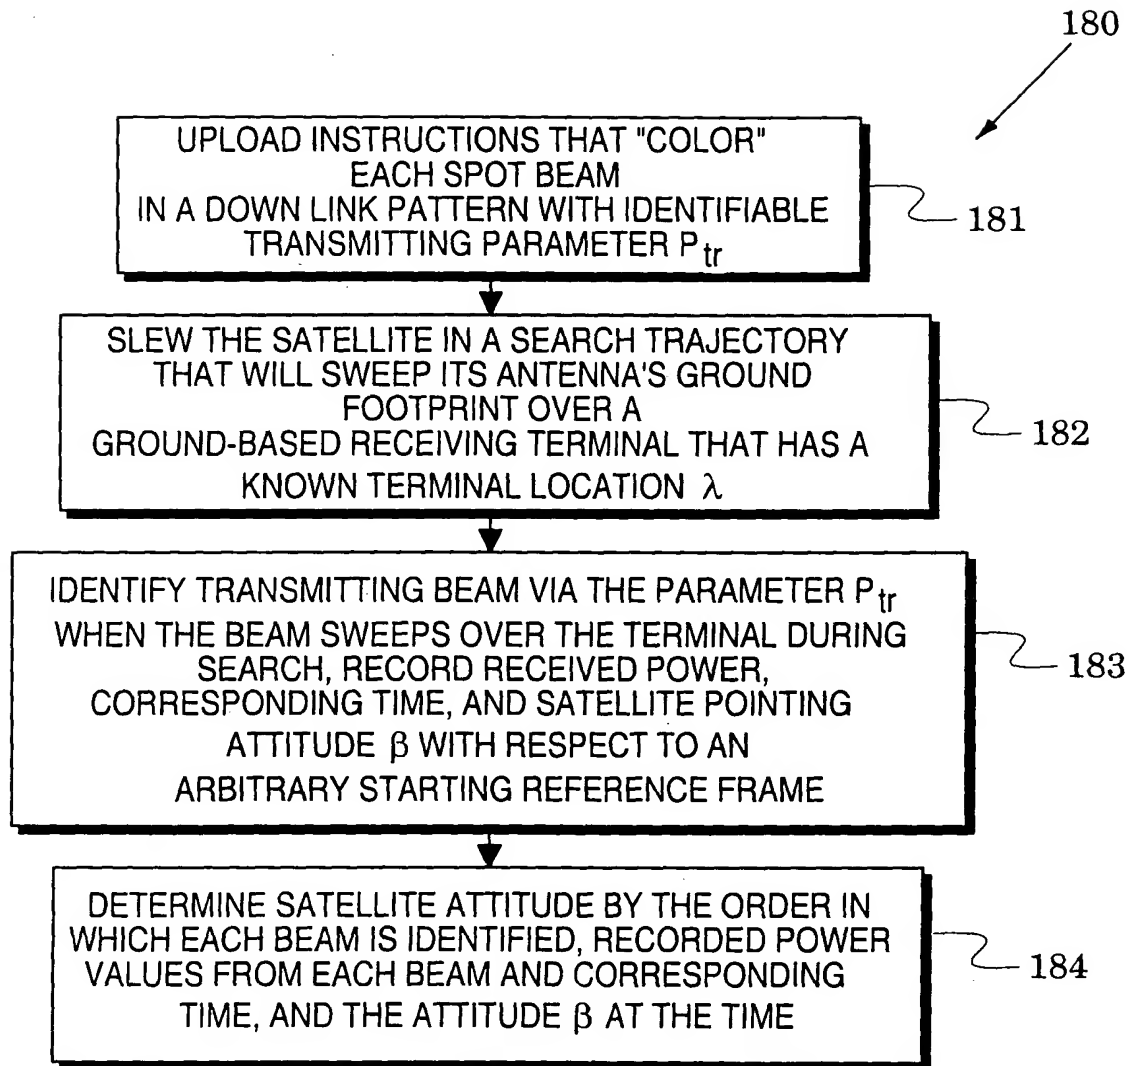 180
UPLOAD INSTRUCTIONS THAT "COLOR"
EACH SPOT BEAM
IN A DOWN LINK PATTERN WITH IDENTIFIABLE
TRANSMITTING PARAMETER Ptr
181
SLEW THE SATELLITE IN A SEARCH TRAJECTORY
THAT WILL SWEEP ITS ANTENNA'S GROUND
FOOTPRINT OVER A
GROUND-BASED RECEIVING TERMINAL THAT HAS A
KNOWN TERMINAL LOCATION λ
182
IDENTIFY TRANSMITTING BEAM VIA THE PARAMETER Ptr
WHEN THE BEAM SWEEPS OVER THE TERMINAL DURING
SEARCH, RECORD RECEIVED POWER,
CORRESPONDING TIME, AND SATELLITE POINTING
ATTITUDE β WITH RESPECT TO AN
ARBITRARY STARTING REFERENCE FRAME
183
DETERMINE SATELLITE ATTITUDE BY THE ORDER IN
WHICH EACH BEAM IS IDENTIFIED, RECORDED POWER
VALUES FROM EACH BEAM AND CORRESPONDING
TIME, AND THE ATTITUDE β AT THE TIME
184